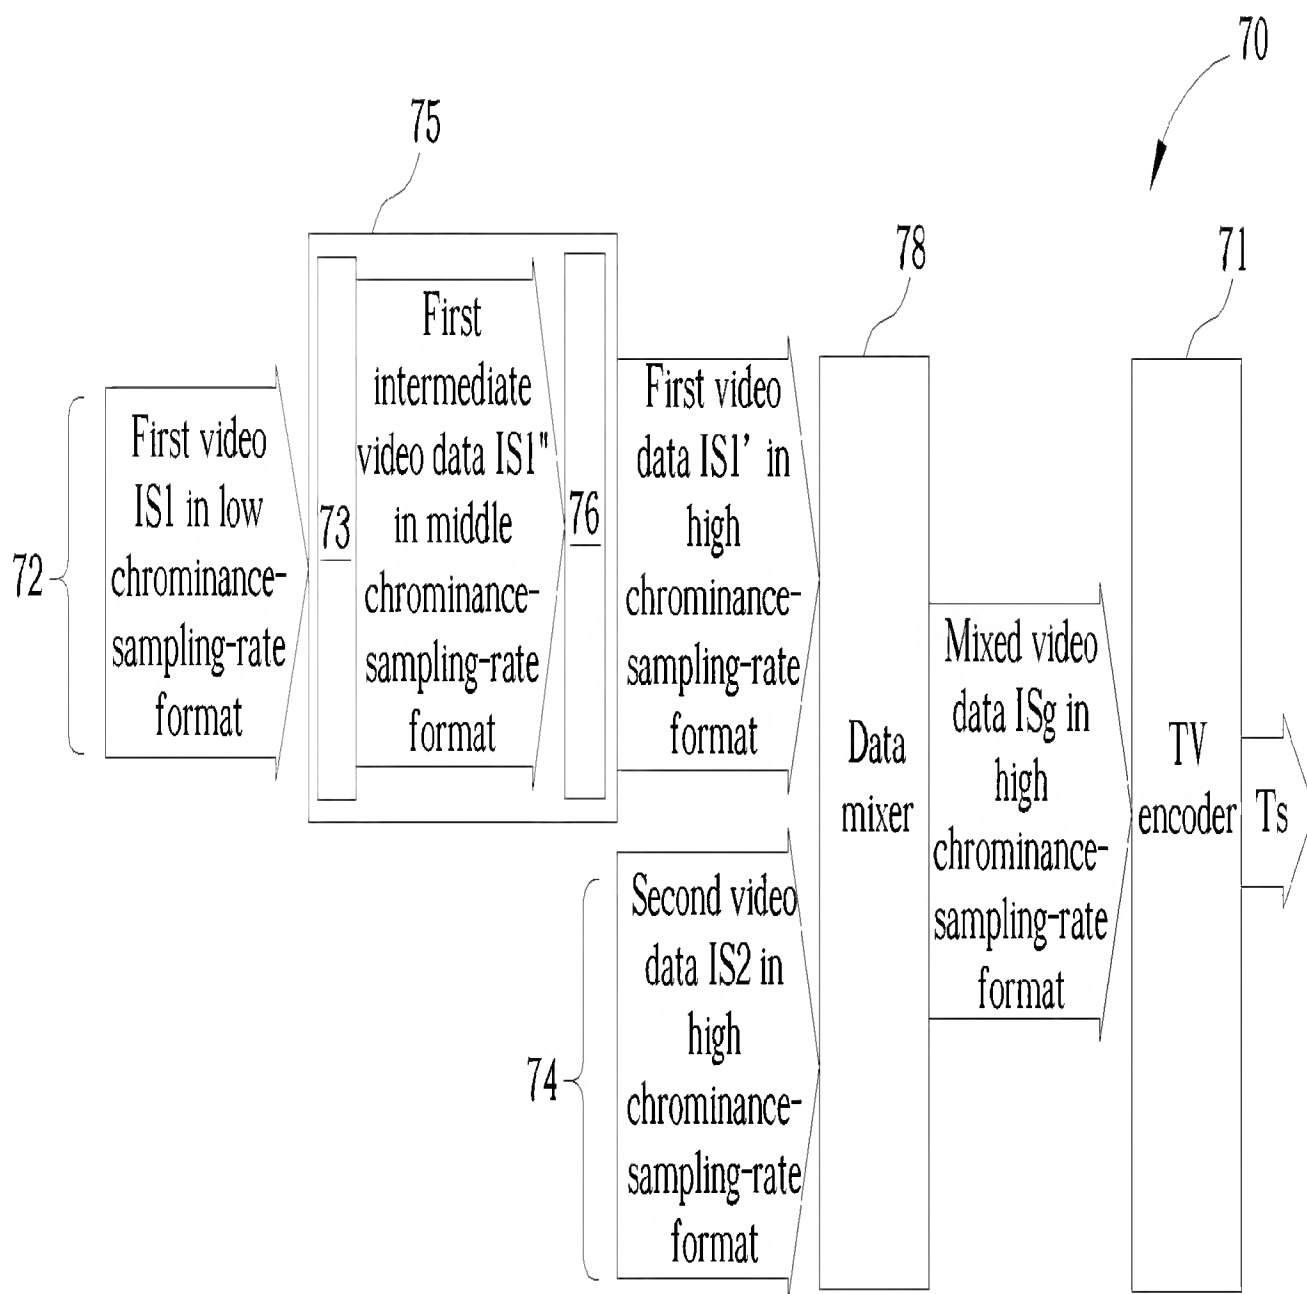 70
75
78
71
72
First video
IS1 in low
chrominance-
sampling-rate
format
73
First
intermediate
video data IS1"
in middle
chrominance-
sampling-rate
format
76
First video
data IS1’ in
high
chrominance-
sampling-rate
format
74
Second video
data IS2 in
high
chrominance-
sampling-rate
format
Data
mixer
Mixed video
data ISg in
high
chrominance-
sampling-rate
format
TV
encoder
Ts